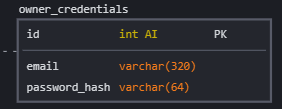 owner_credentials
id int AI PK
email varchar(320)
password_hash varchar(64)